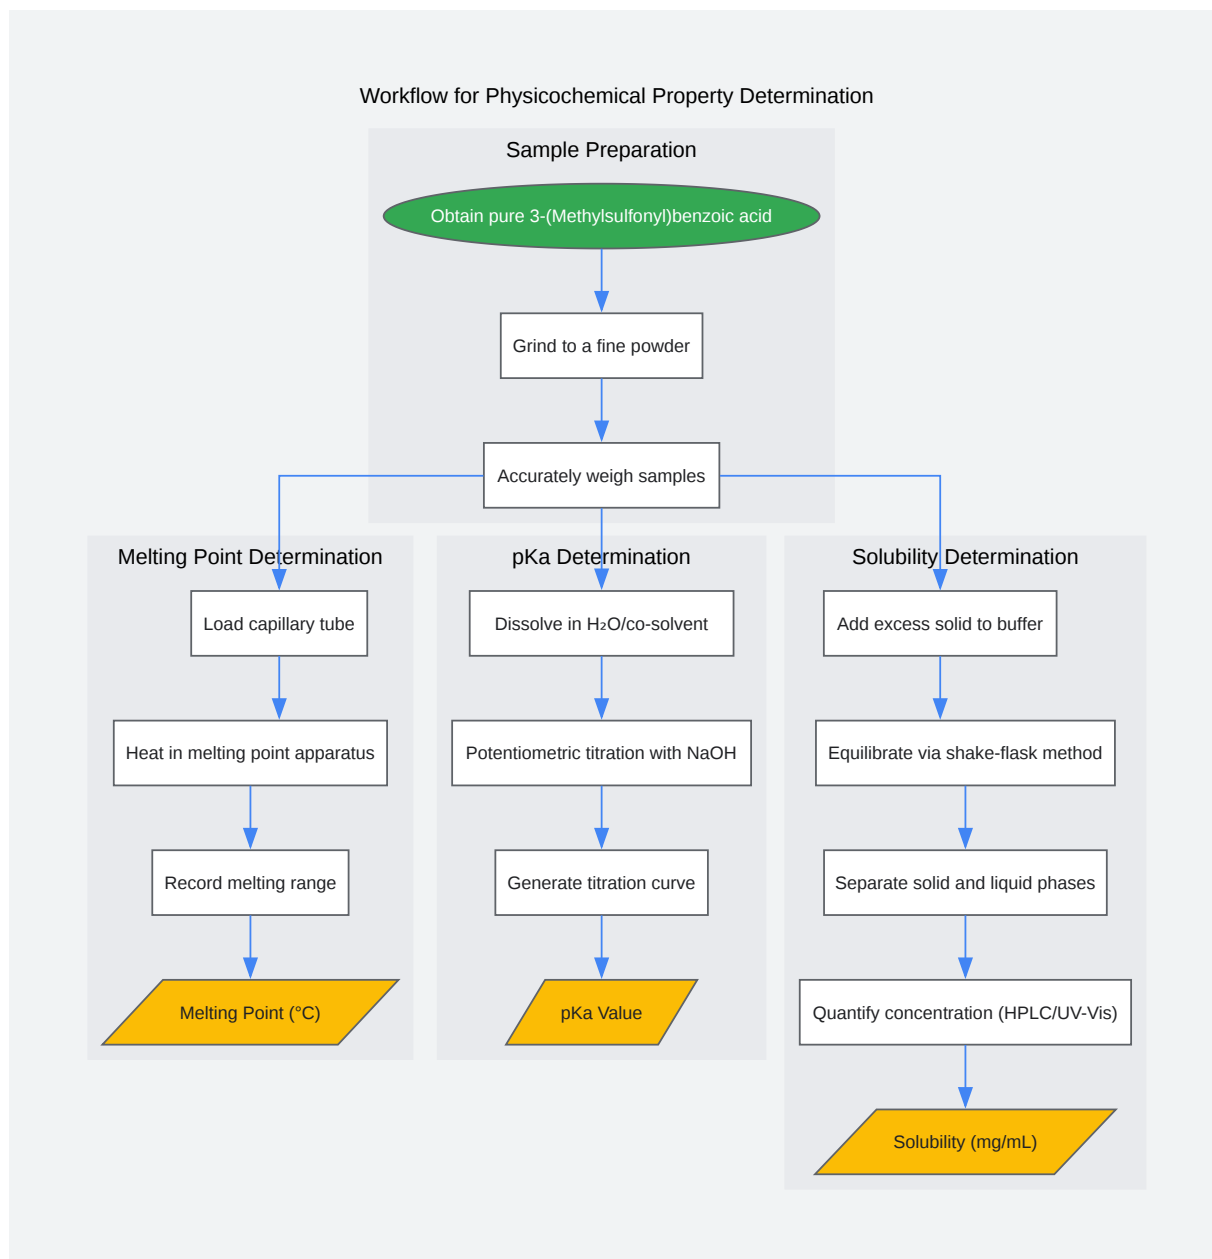 Workflow for Physicochemical Property Determination
Sample Preparation
Obtain pure 3-(Methylsulfonyl)benzoic acid
Grind to a fine powder
Accurately weigh samples
Melting Point Determination
Load capillary tube
Heat in melting point apparatus
Record melting range
Melting Point (°C)
pKa Determination
Dissolve in H₂O/co-solvent
Potentiometric titration with NaOH
Generate titration curve
pKa Value
Solubility Determination
Add excess solid to buffer
Equilibrate via shake-flask method
Separate solid and liquid phases
Quantify concentration (HPLC/UV-Vis)
Solubility (mg/mL)